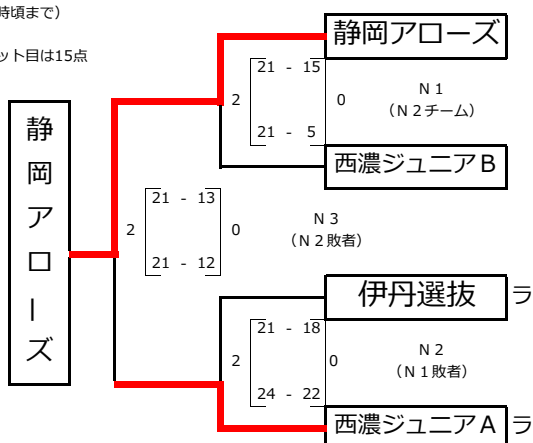 時頃まで）
静岡アローズ
ット目は15点
21 - 15
2
0
N１
（N２チーム）
21 - 5
西濃ジュニアB
静岡アローズ
21 - 13
2
0
N３
（N２敗者）
21 - 12
伊丹選抜
ラ
21 - 18
2
0
N２
（N１敗者）
24 - 22
西濃ジュニアA
ラ